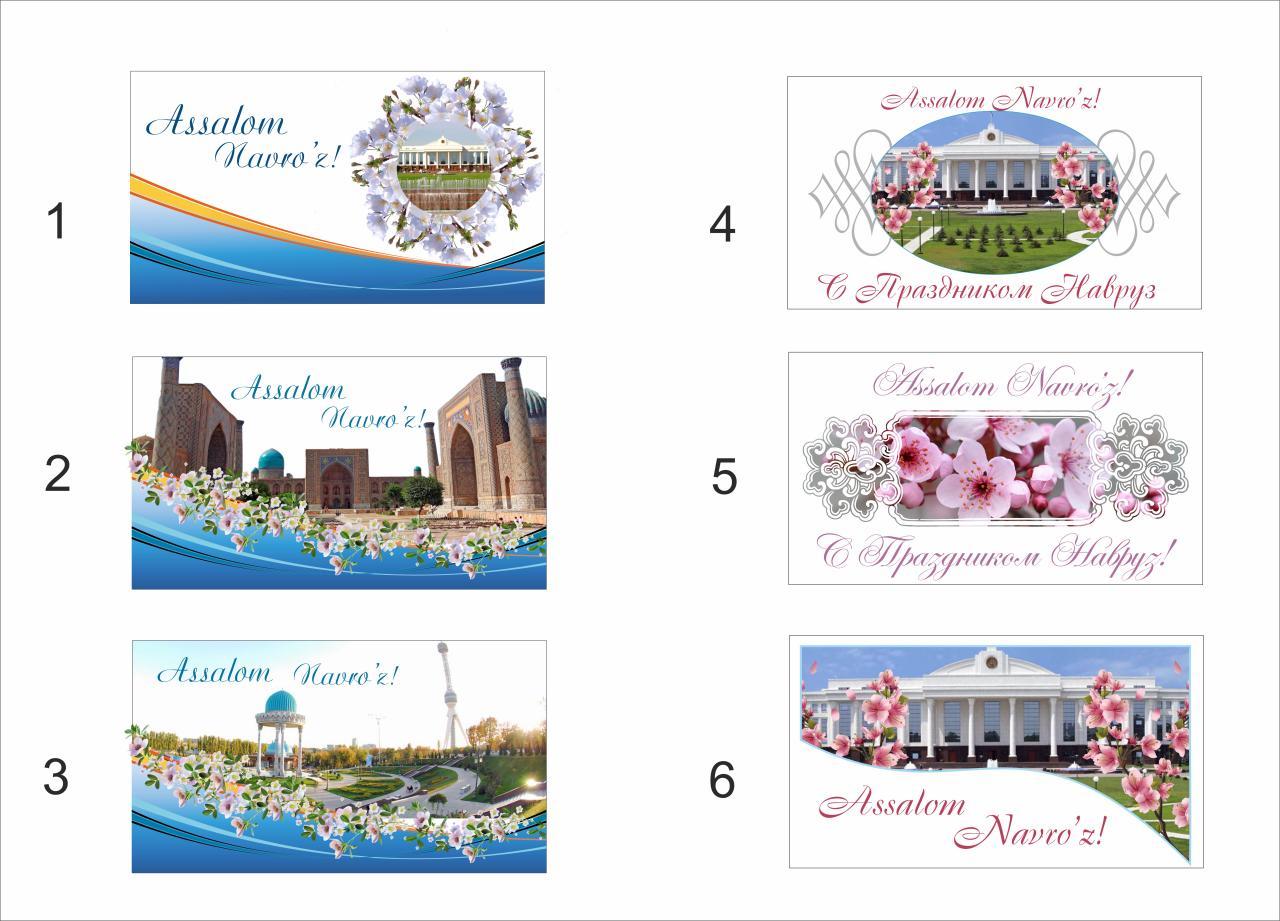 1
Assalom
Navro'z!
2
Assalom
Navro'z!
3
Assalom Navro'z!
4
Assalom Navro'z!
С Праздником Навруз
5
Assalom Navro'z!
С Праздником Навруз!
6
Assalom
Navro'z!